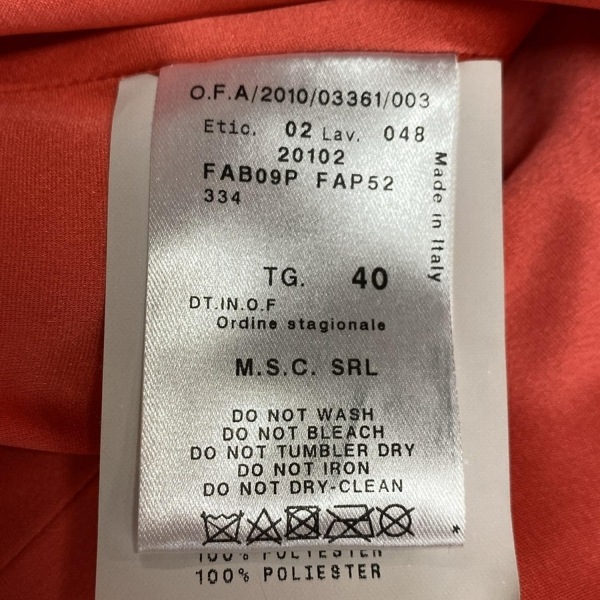 O.F.A/2010/03361/003
Etic. 02 Lav. 048
20102
FAB09P FAP52
334
Made in Italy
TG. 40
DT.IN.O.F
Ordine stagionale
M.S.C. SRL
DO NOT WASH
DO NOT BLEACH
DO NOT TUMBLER DRY
DO NOT IRON
DO NOT DRY-CLEAN
*
100% POLIESTER